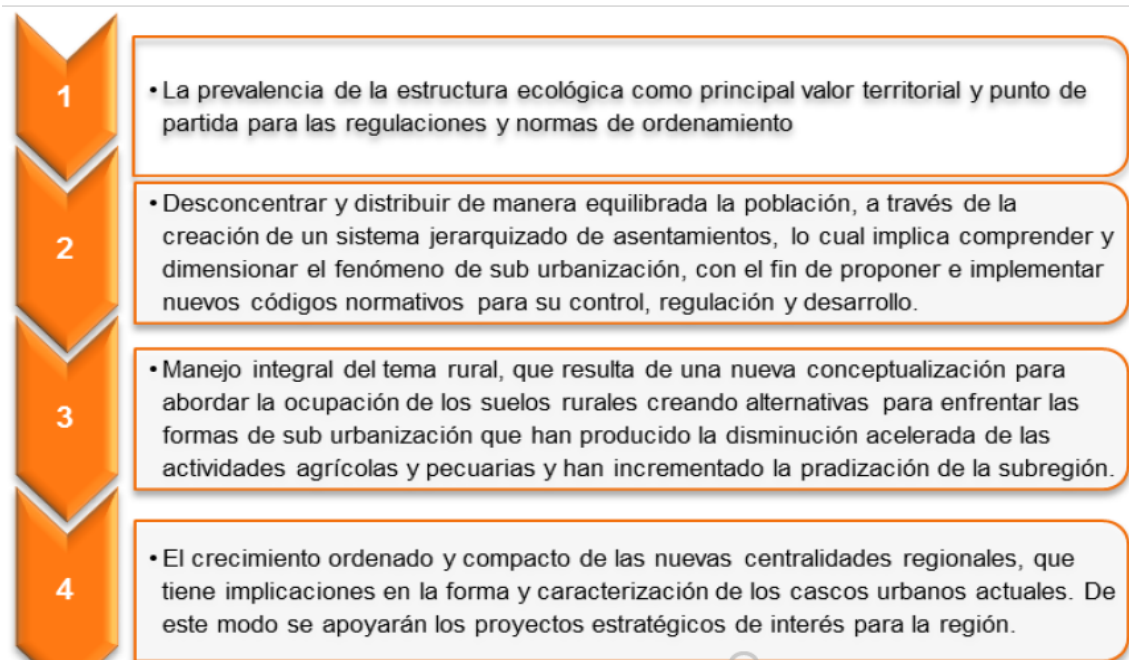 1
• La prevalencia de la estructura ecológica como principal valor territorial y punto de
partida para las regulaciones y normas de ordenamiento
2
• Desconcentrar y distribuir de manera equilibrada la población, a través de la
creación de un sistema jerarquizado de asentamientos, lo cual implica comprender y
dimensionar el fenómeno de sub urbanización, con el fin de proponer e implementar
nuevos códigos normativos para su control, regulación y desarrollo.
3
• Manejo integral del tema rural, que resulta de una nueva conceptualización para
abordar la ocupación de los suelos rurales creando alternativas para enfrentar las
formas de sub urbanización que han producido la disminución acelerada de las
actividades agrícolas y pecuarias y han incrementado la pradización de la subregión.
4
• El crecimiento ordenado y compacto de las nuevas centralidades regionales, que
tiene implicaciones en la forma y caracterización de los cascos urbanos actuales. De
este modo se apoyarán los proyectos estratégicos de interés para la región.